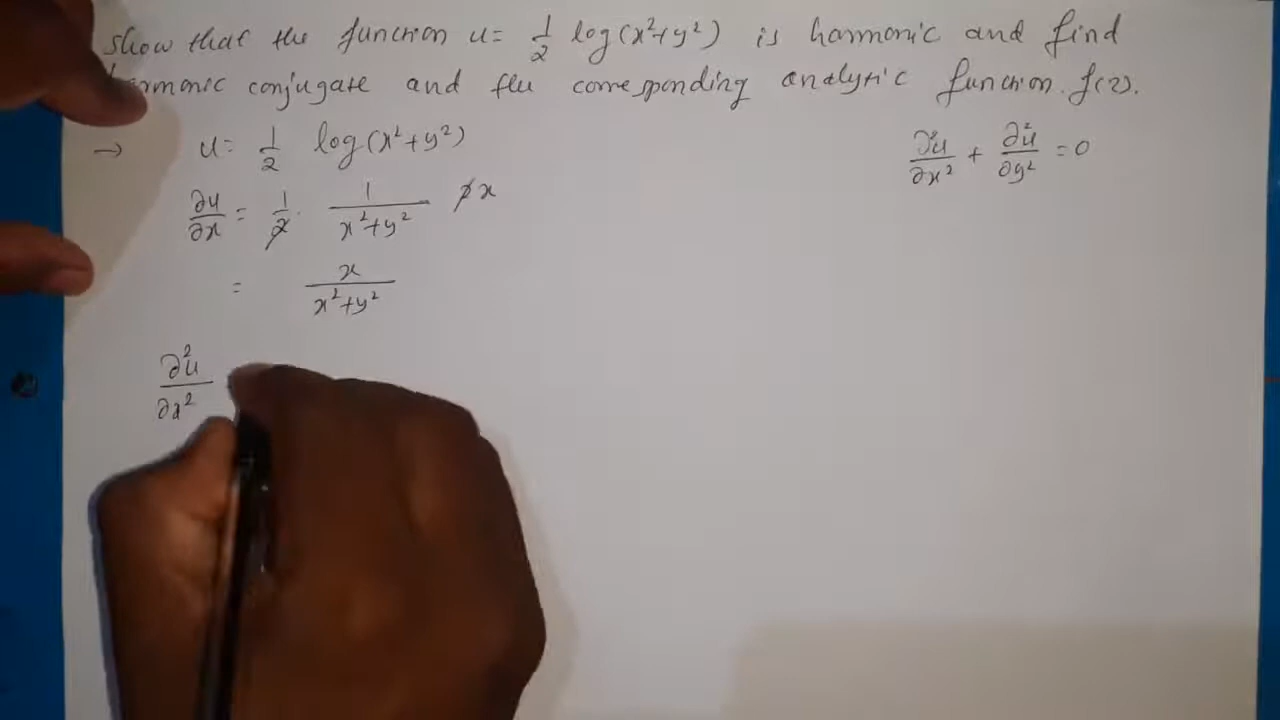 show that the function u= 1/2 log(x²+y²) is harmonic and find
harmonic conjugate and the corresponding analytic function. f(z).
→ u= 1/2 log(x²+y²)
∂²u/∂x² + ∂²u/∂y² =0
∂u/∂x = 1/2 · 1/(x²+y²) 2x
= x/(x²+y²)
∂²u/∂x²